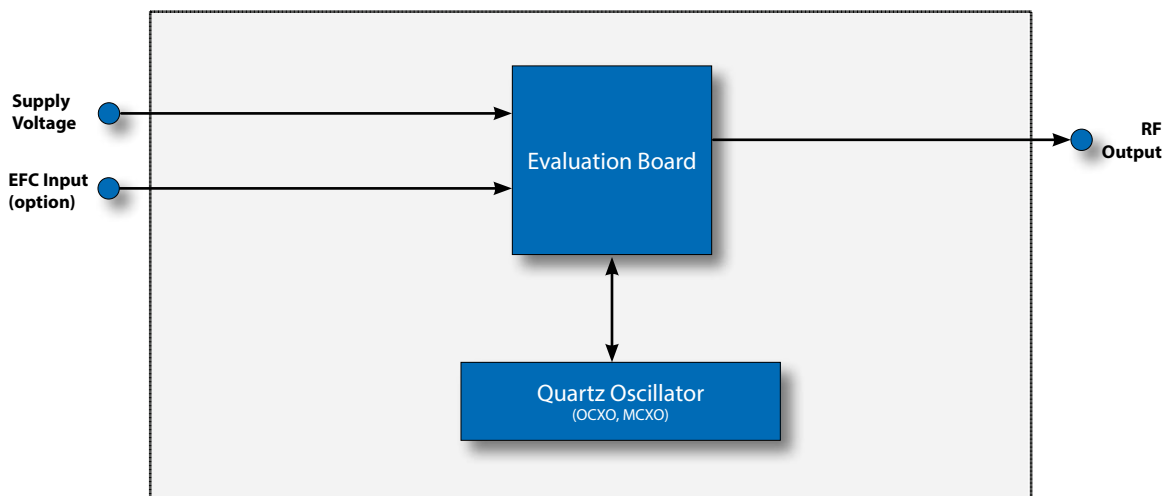 Supply
Voltage
EFC Input
(option)
Evaluation Board
RF
Output
Quartz Oscillator
(OCXO, MCXO)